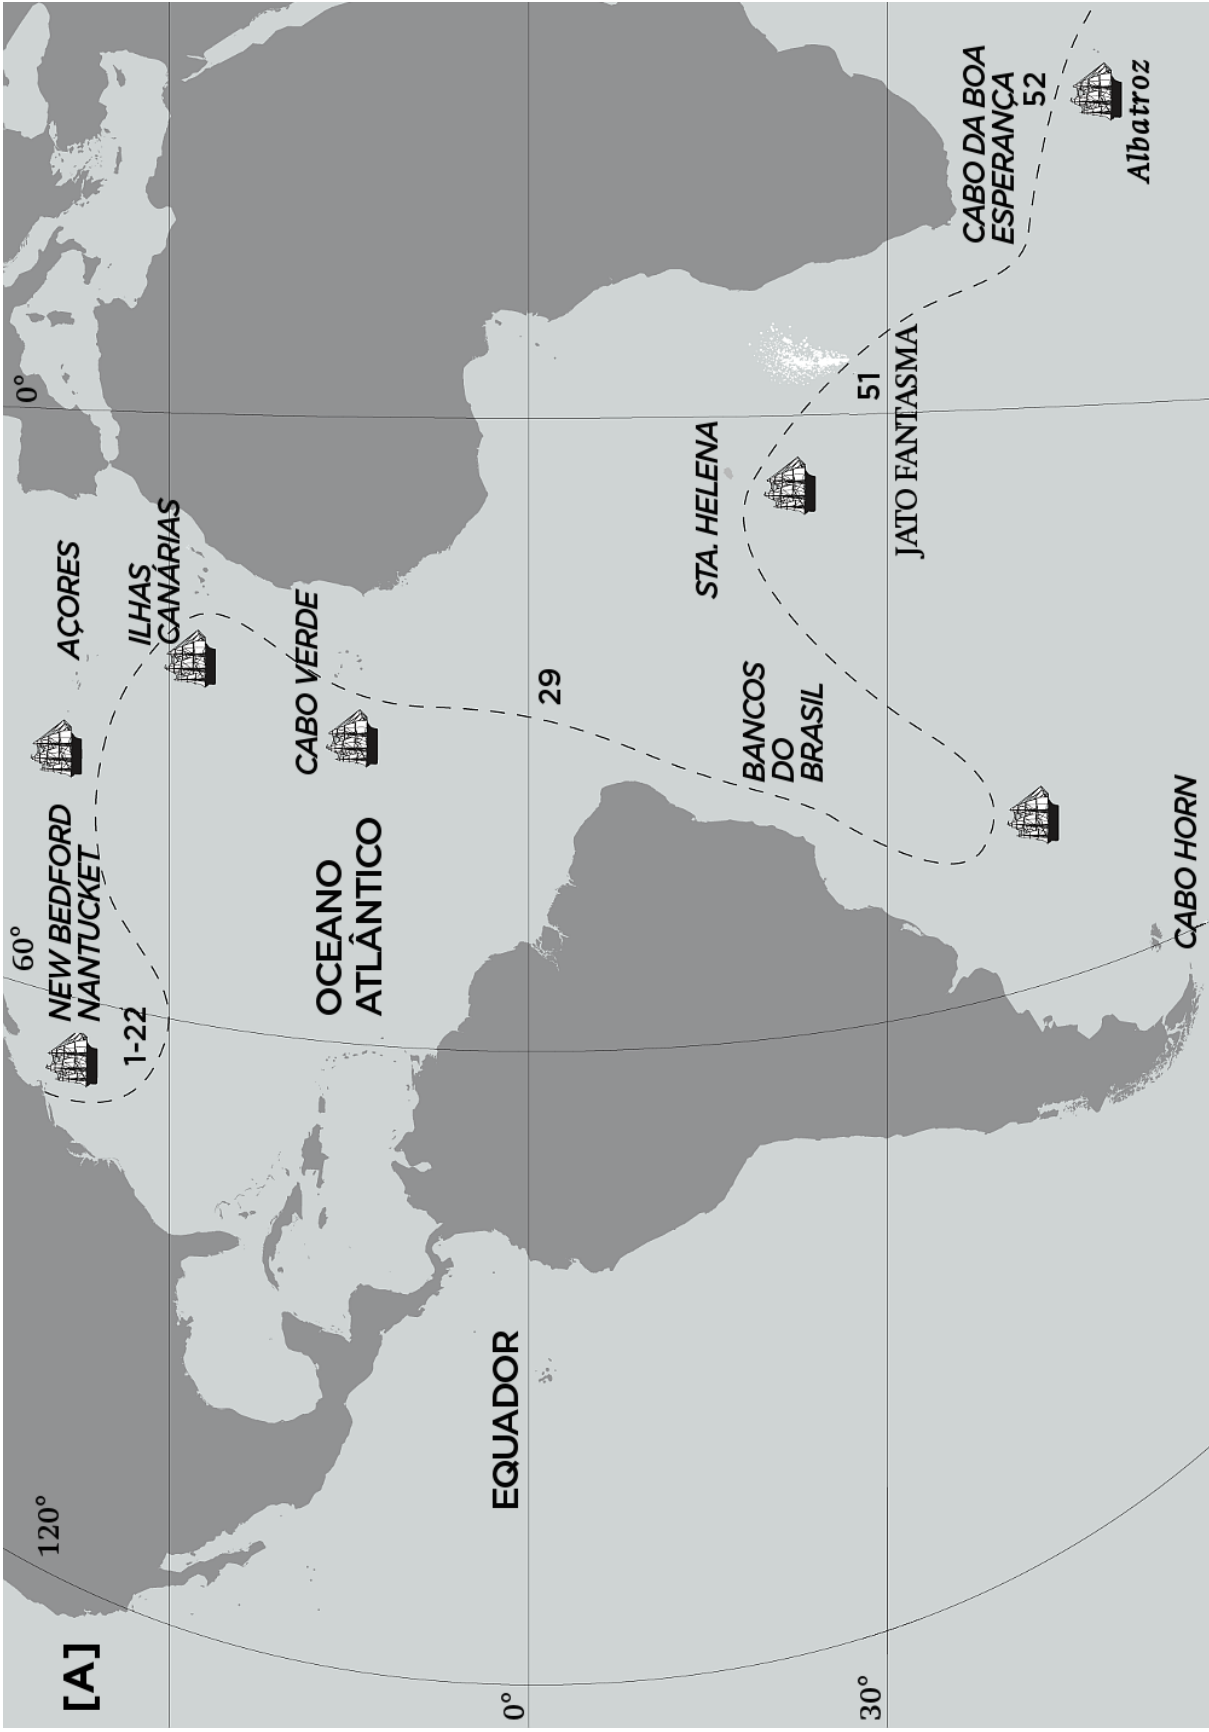 [A]
120°
60°
0°
NEW BEDFORD
NANTUCKET
1-22
AÇORES
ILHAS
CANÁRIAS
CABO VERDE
OCEANO
ATLÂNTICO
EQUADOR
0°
29
STA. HELENA
BANCOS
DO
BRASIL
30°
51
JATO FANTASMA
CABO DA BOA
ESPERANÇA
52
Albatroz
CABO HORN